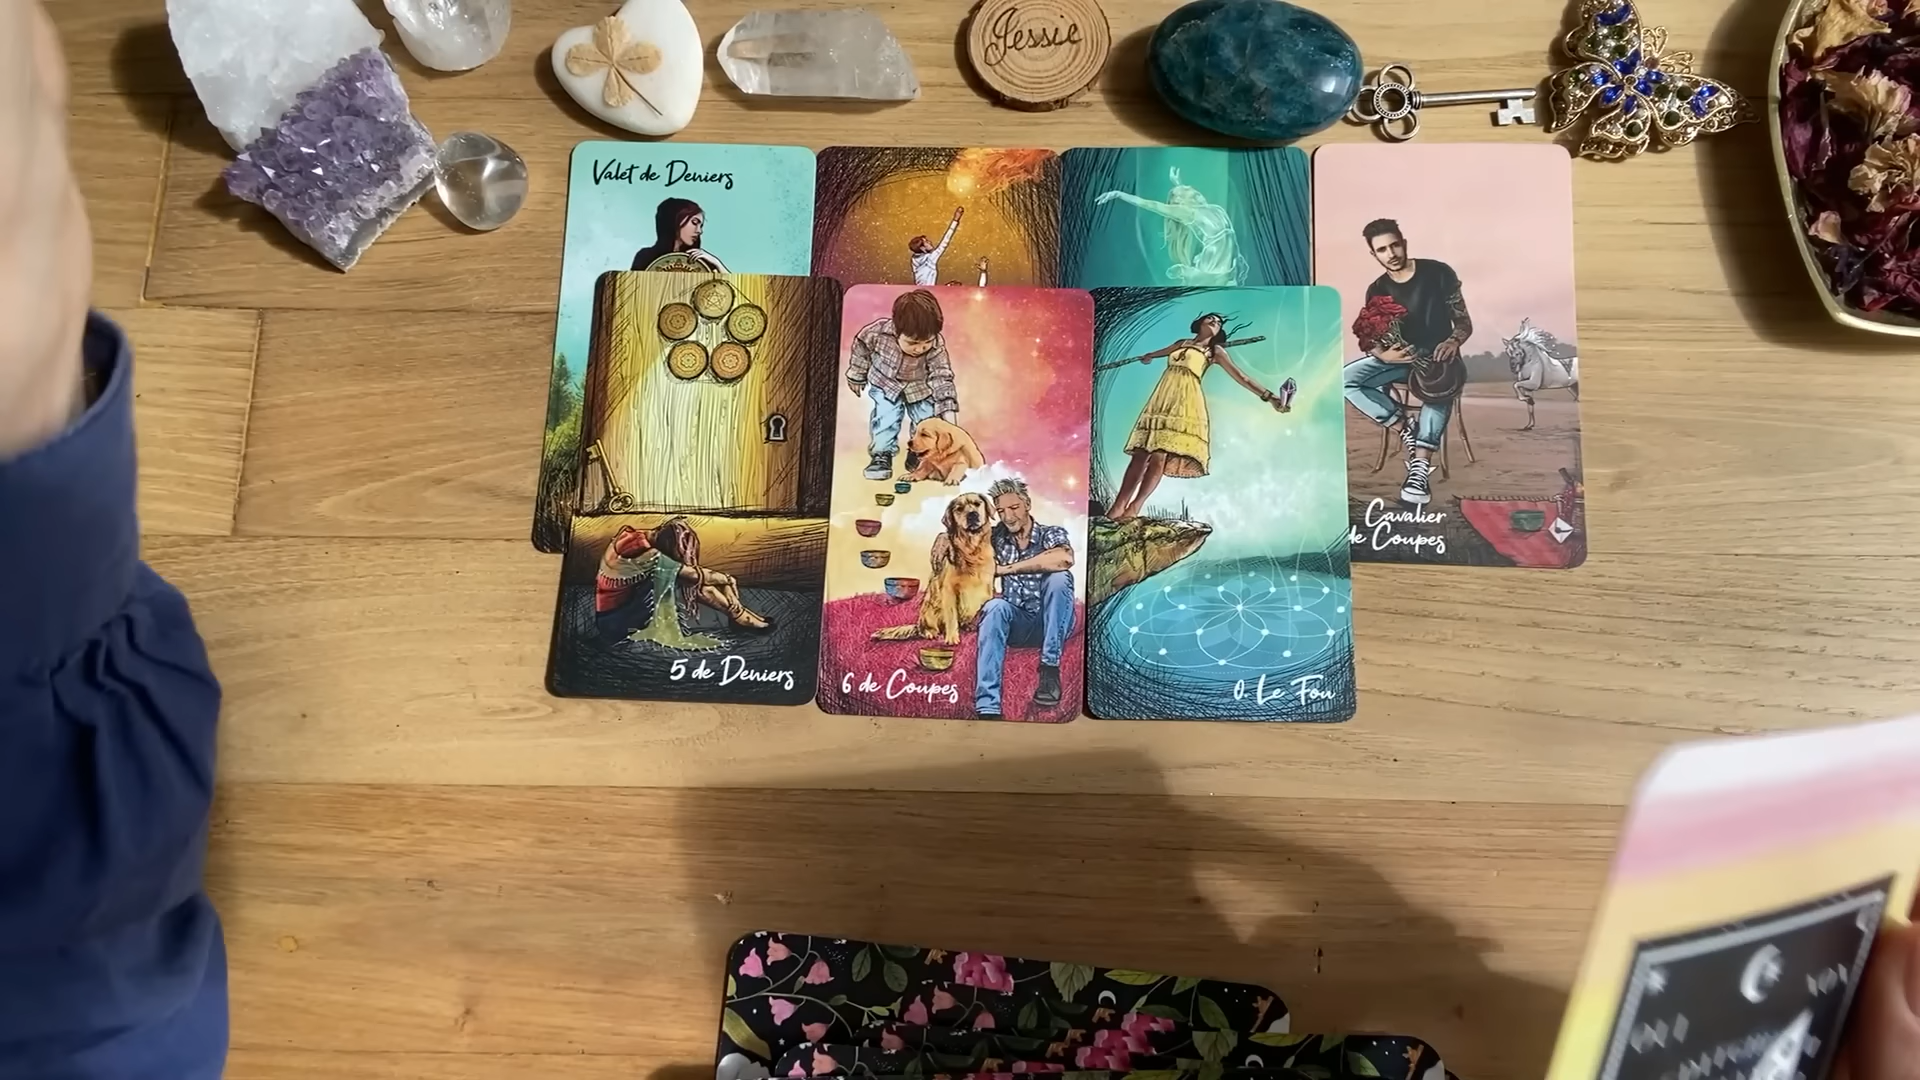 Jessie
Valet de Deniers
Cavalier
de Coupes
5 de Deniers
6 de Coupes
0. Le Fou